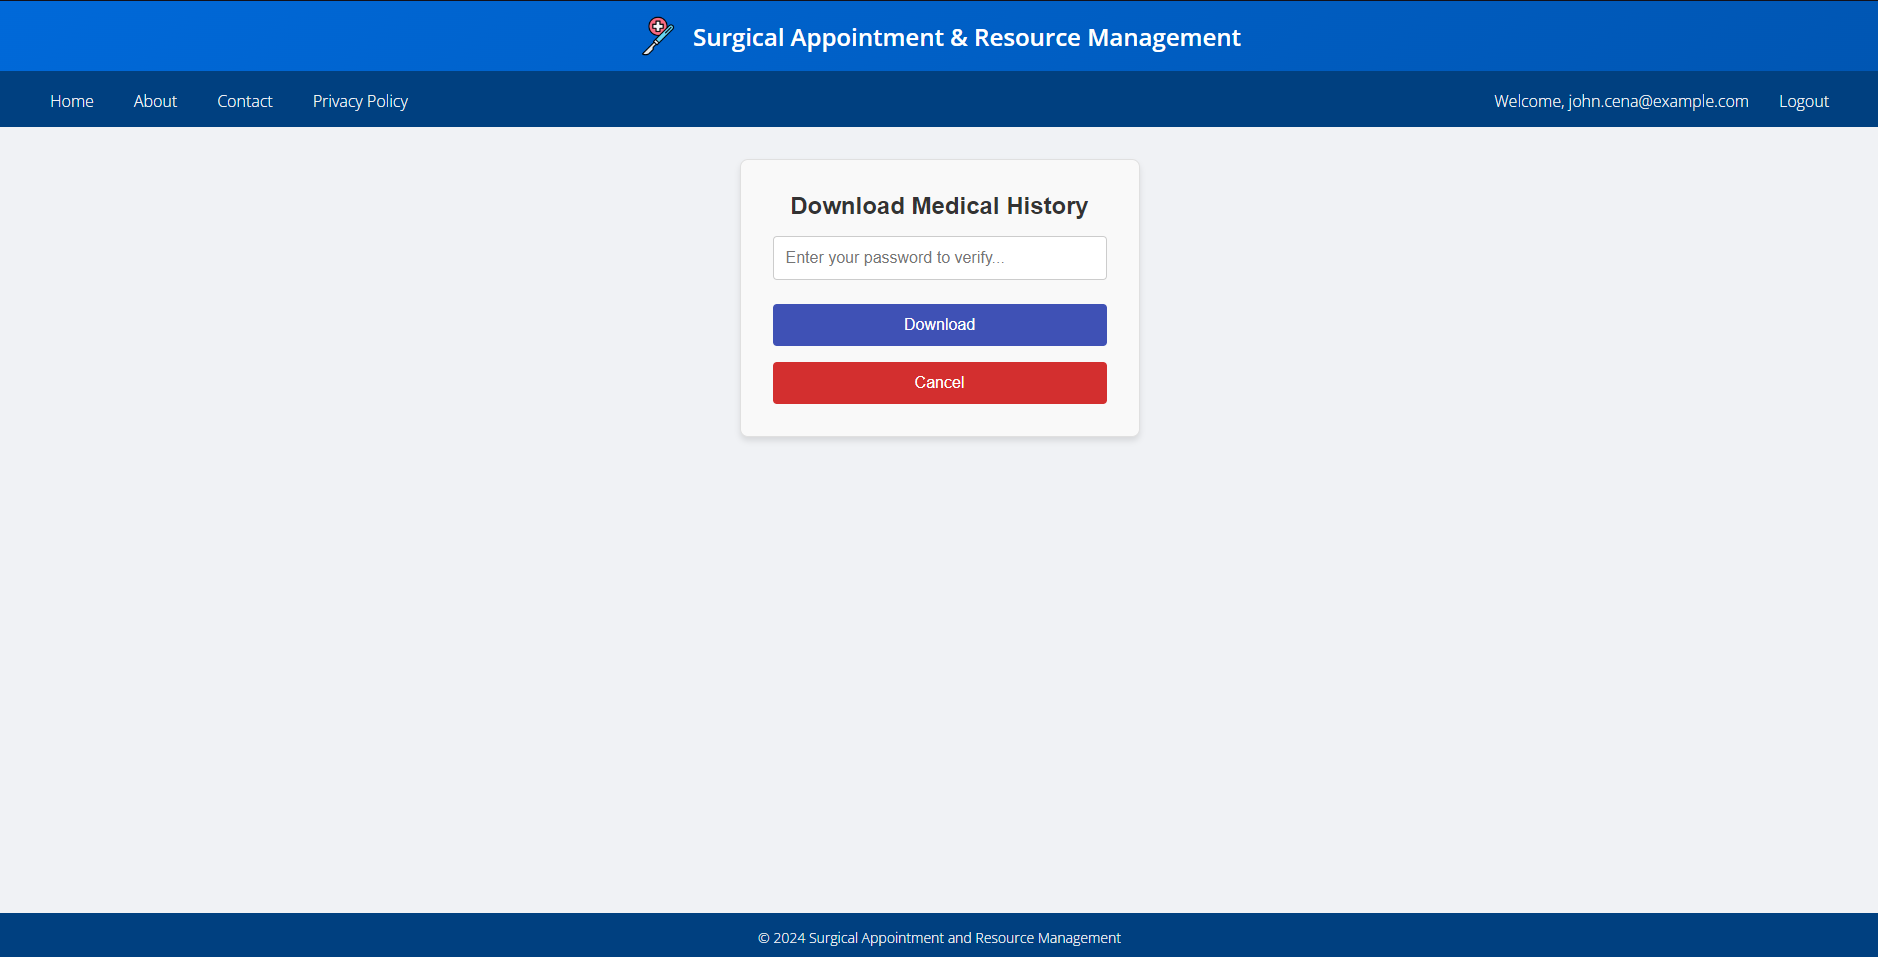 Surgical Appointment & Resource Management
Home About Contact Privacy Policy Welcome, john.cena@example.com Logout
Download Medical History
Enter your password to verify...
Download
Cancel
© 2024 Surgical Appointment and Resource Management